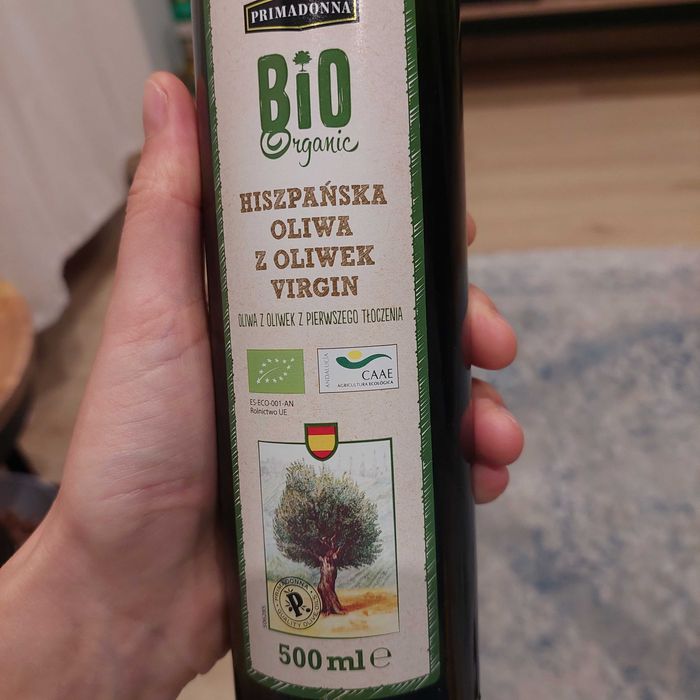 PRIMADONNA
BIO
Organic
HISZPAŃSKA
OLIWA
Z OLIWEK
VIRGIN
OLIWA Z OLIWEK Z PIERWSZEGO TŁOCZENIA
ANDALUCÍA
CAAE
AGRICULTURA ECOLÓGICA
ES-ECO-001-AN
Rolnictwo UE
P.
500 ml e